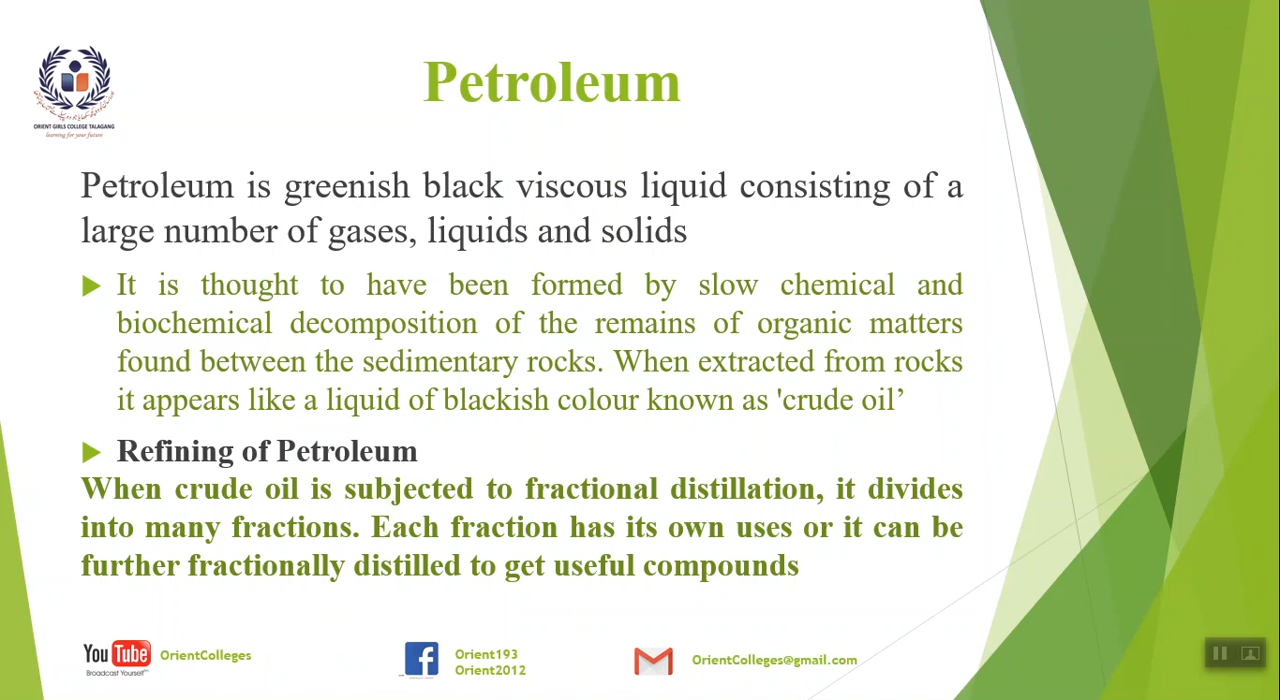 Petroleum
ORIENT GIRLS COLLEGE TALAGANG
learning for your future
Petroleum is greenish black viscous liquid consisting of a
large number of gases, liquids and solids
It is thought to have been formed by slow chemical and
biochemical decomposition of the remains of organic matters
found between the sedimentary rocks. When extracted from rocks
it appears like a liquid of blackish colour known as 'crude oil’
Refining of Petroleum
When crude oil is subjected to fractional distillation, it divides
into many fractions. Each fraction has its own uses or it can be
further fractionally distilled to get useful compounds
You Tube
Broadcast Yourself™
OrientColleges
Orient193
Orient2012
OrientColleges@gmail.com